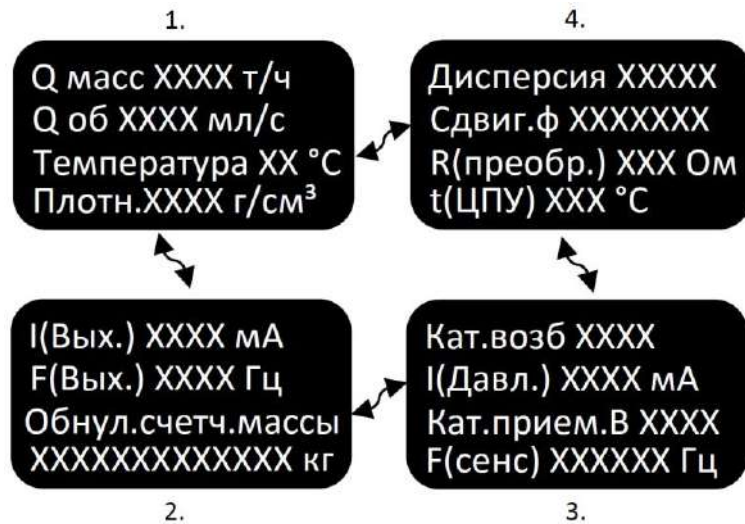 1.
Q масс XXXX т/ч
Q об XXXX мл/с
Температура XX °C
Плотн.XXXX г/см³
4.
Дисперсия XXXXX
Сдвиг.ф XXXXXXX
R(преобр.) XXX Ом
t(ЦПУ) XXX °C
I(Вых.) XXXX мА
F(Вых.) XXXX Гц
Обнул.счетч.массы
XXXXXXXXXXXXX кг
2.
Кат.возб XXXX
I(Давл.) XXXX мА
Кат.прием.В XXXX
F(сенс) XXXXXX Гц
3.